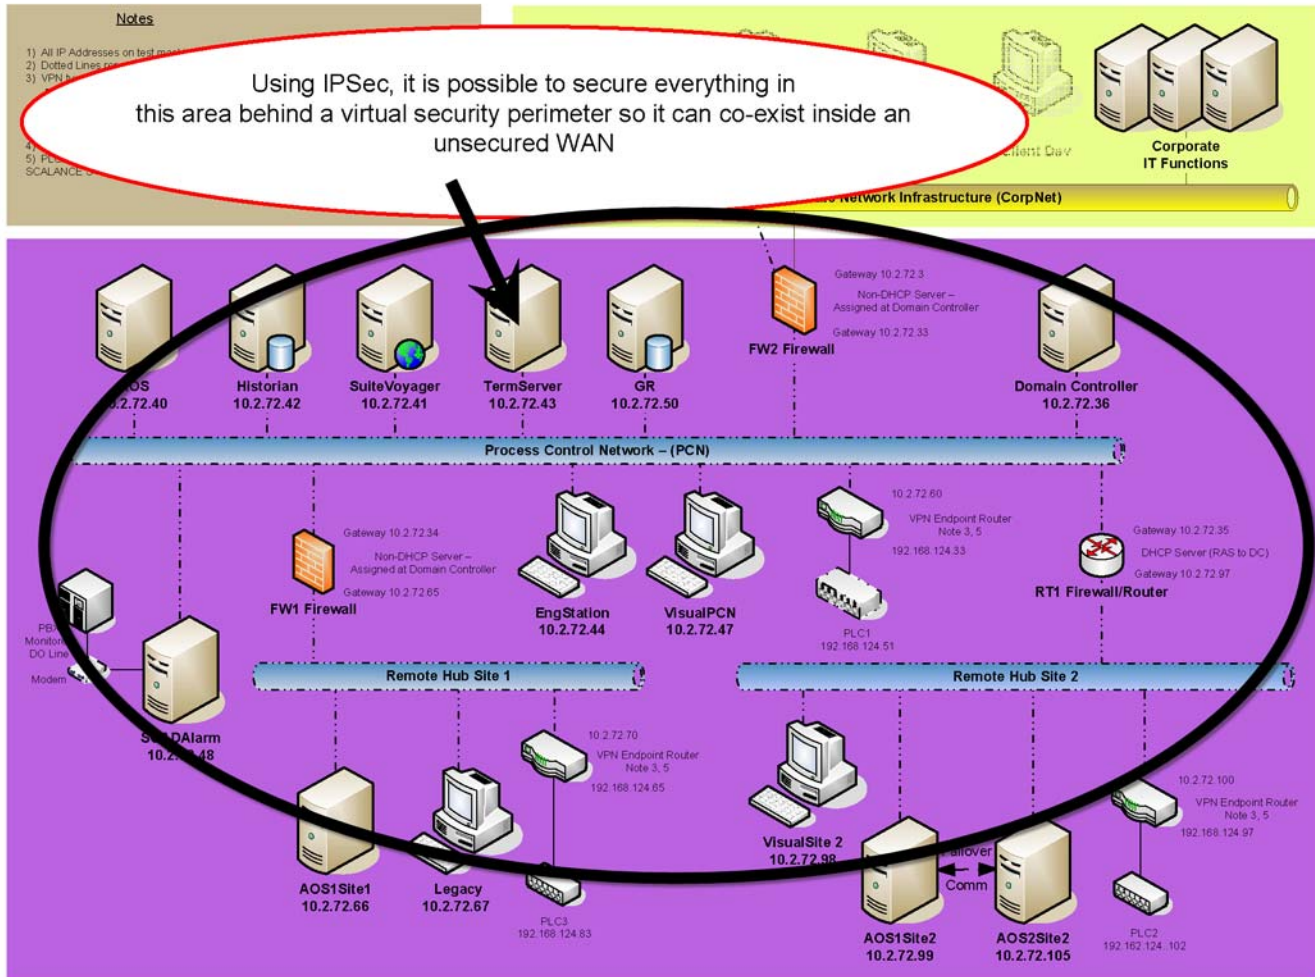 Notes
1) All IP Addresses on test
2) Dotted Lines
3) VPN
4)
5)
SCALANCE
Using IPSec, it is possible to secure everything in
this area behind a virtual security perimeter so it can co-exist inside an
unsecured WAN
Corporate
IT Functions
Network Infrastructure (CorpNet)
Gateway 10.2.72.3
Non-DHCP Server –
Assigned at Domain Controller
Gateway 10.2.72.33
FW2 Firewall
10.2.72.40
Historian
10.2.72.42
SuiteVoyager
10.2.72.41
TermServer
10.2.72.43
GR
10.2.72.50
Domain Controller
10.2.72.36
Process Control Network – (PCN)
Gateway 10.2.72.34
Non-DHCP Server –
Assigned at Domain Controller
Gateway 10.2.72.65
FW1 Firewall
EngStation
10.2.72.44
VisualPCN
10.2.72.47
10.2.72.60
VPN Endpoint Router
Note 3, 5
192.168.124.33
PLC1
192.168.124.51
Gateway 10.2.72.35
DHCP Server (RAS to DC)
Gateway 10.2.72.97
RT1 Firewall/Router
Monitored
DO Line
Modem
SCADAlarm
10.2.72.48
Remote Hub Site 1
Remote Hub Site 2
10.2.72.70
VPN Endpoint Router
Note 3, 5
192.168.124.65
AOS1Site1
10.2.72.66
Legacy
10.2.72.67
PLC3
192.168.124.83
VisualSite 2
10.2.72.98
Failover
Comm
AOS1Site2
10.2.72.99
AOS2Site2
10.2.72.105
10.2.72.100
VPN Endpoint Router
Note 3, 5
192.168.124.97
PLC2
192.162.124..102